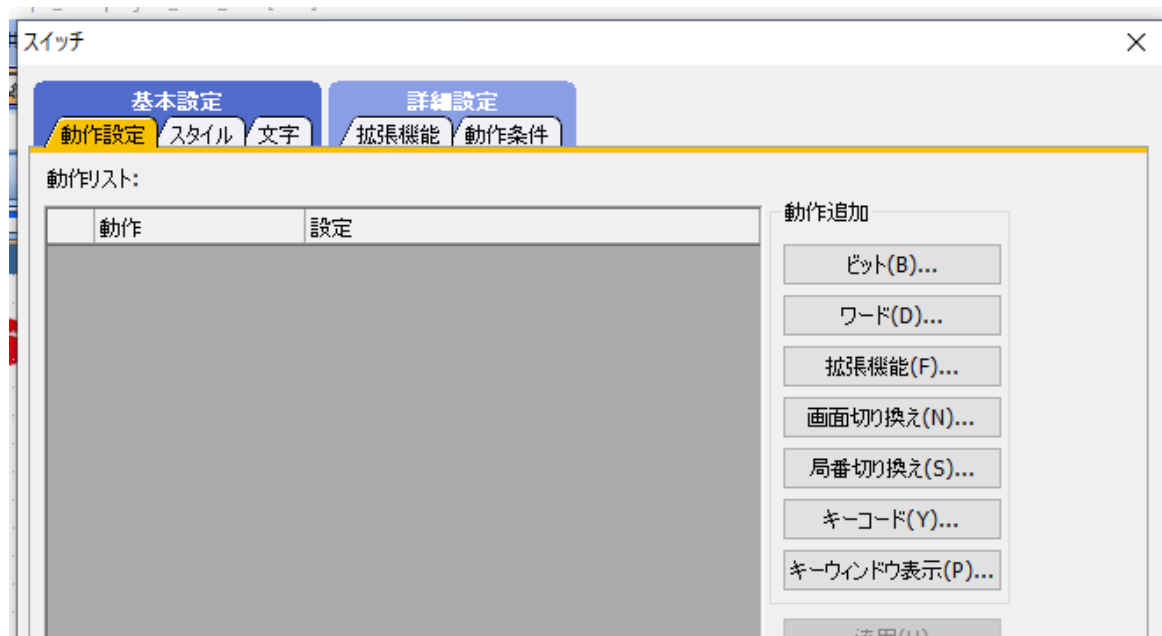 スイッチ
基本設定
詳細設定
動作設定 スタイル 文字 拡張機能 動作条件
動作リスト:
動作 設定
動作追加
ビット(B)...
ワード(D)...
拡張機能(F)...
画面切り換え(N)...
局番切り換え(S)...
キーコード(Y)...
キーウィンドウ表示(P)...